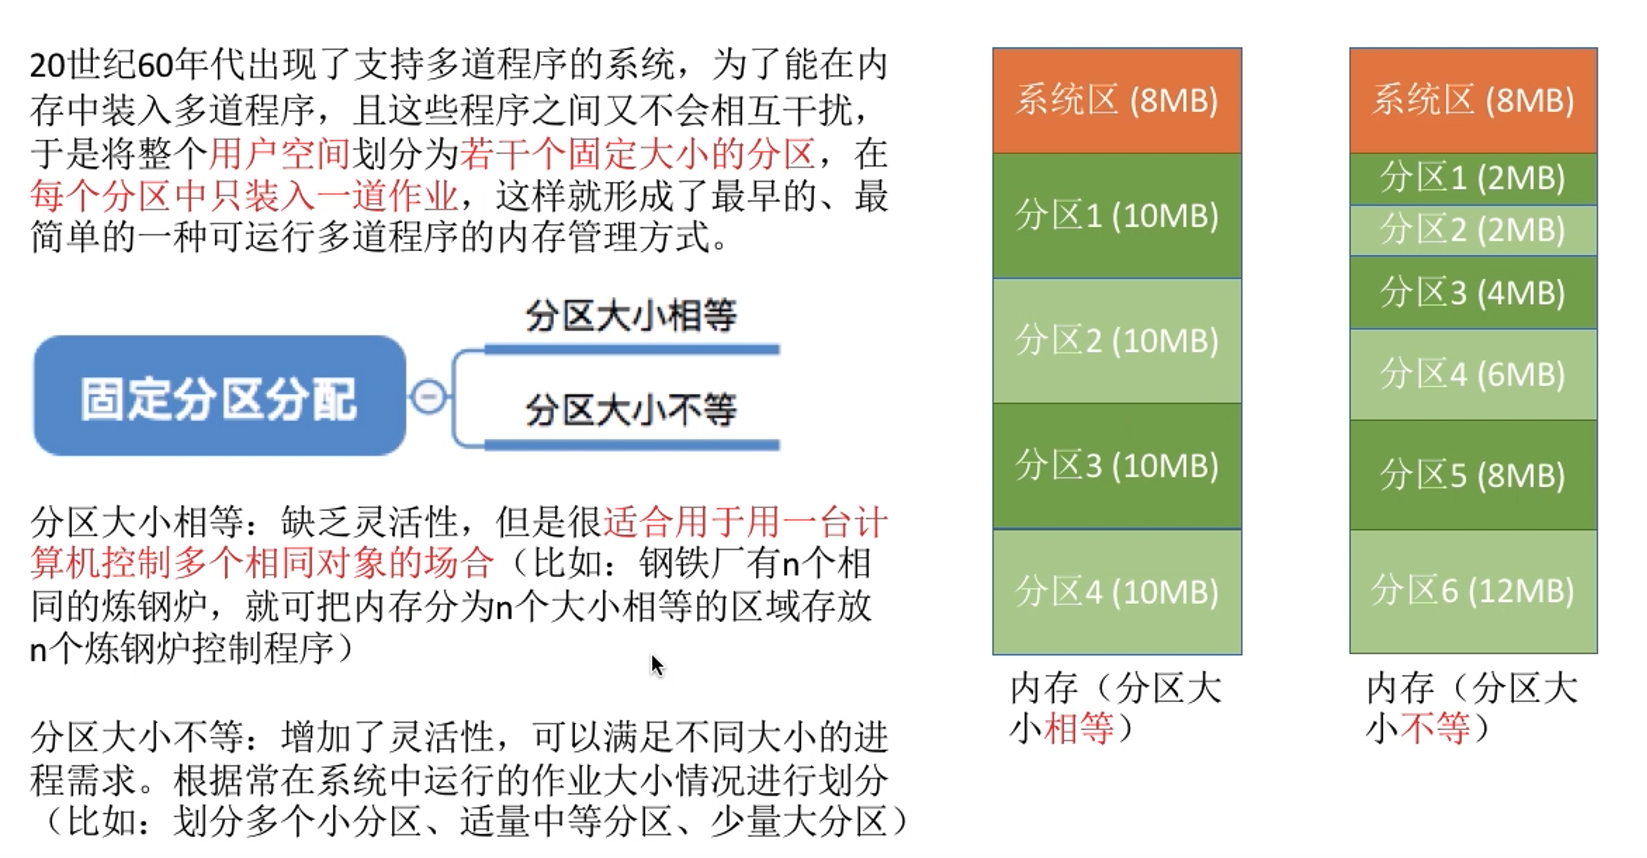 20世纪60年代出现了支持多道程序的系统，为了能在内
存中装入多道程序，且这些程序之间又不会相互干扰，
于是将整个用户空间划分为若干个固定大小的分区，在
每个分区中只装入一道作业，这样就形成了最早的、最
简单的一种可运行多道程序的内存管理方式。
固定分区分配
分区大小相等
分区大小不等
分区大小相等：缺乏灵活性，但是很适合用于用一台计
算机控制多个相同对象的场合（比如：钢铁厂有n个相
同的炼钢炉，就可把内存分为n个大小相等的区域存放
n个炼钢炉控制程序）
分区大小不等：增加了灵活性，可以满足不同大小的进
程需求。根据常在系统中运行的作业大小情况进行划分
（比如：划分多个小分区、适量中等分区、少量大分区）
系统区 (8MB)
分区1 (10MB)
分区2 (10MB)
分区3 (10MB)
分区4 (10MB)
内存（分区大
小相等）
系统区 (8MB)
分区1 (2MB)
分区2 (2MB)
分区3 (4MB)
分区4 (6MB)
分区5 (8MB)
分区6 (12MB)
内存（分区大
小不等）